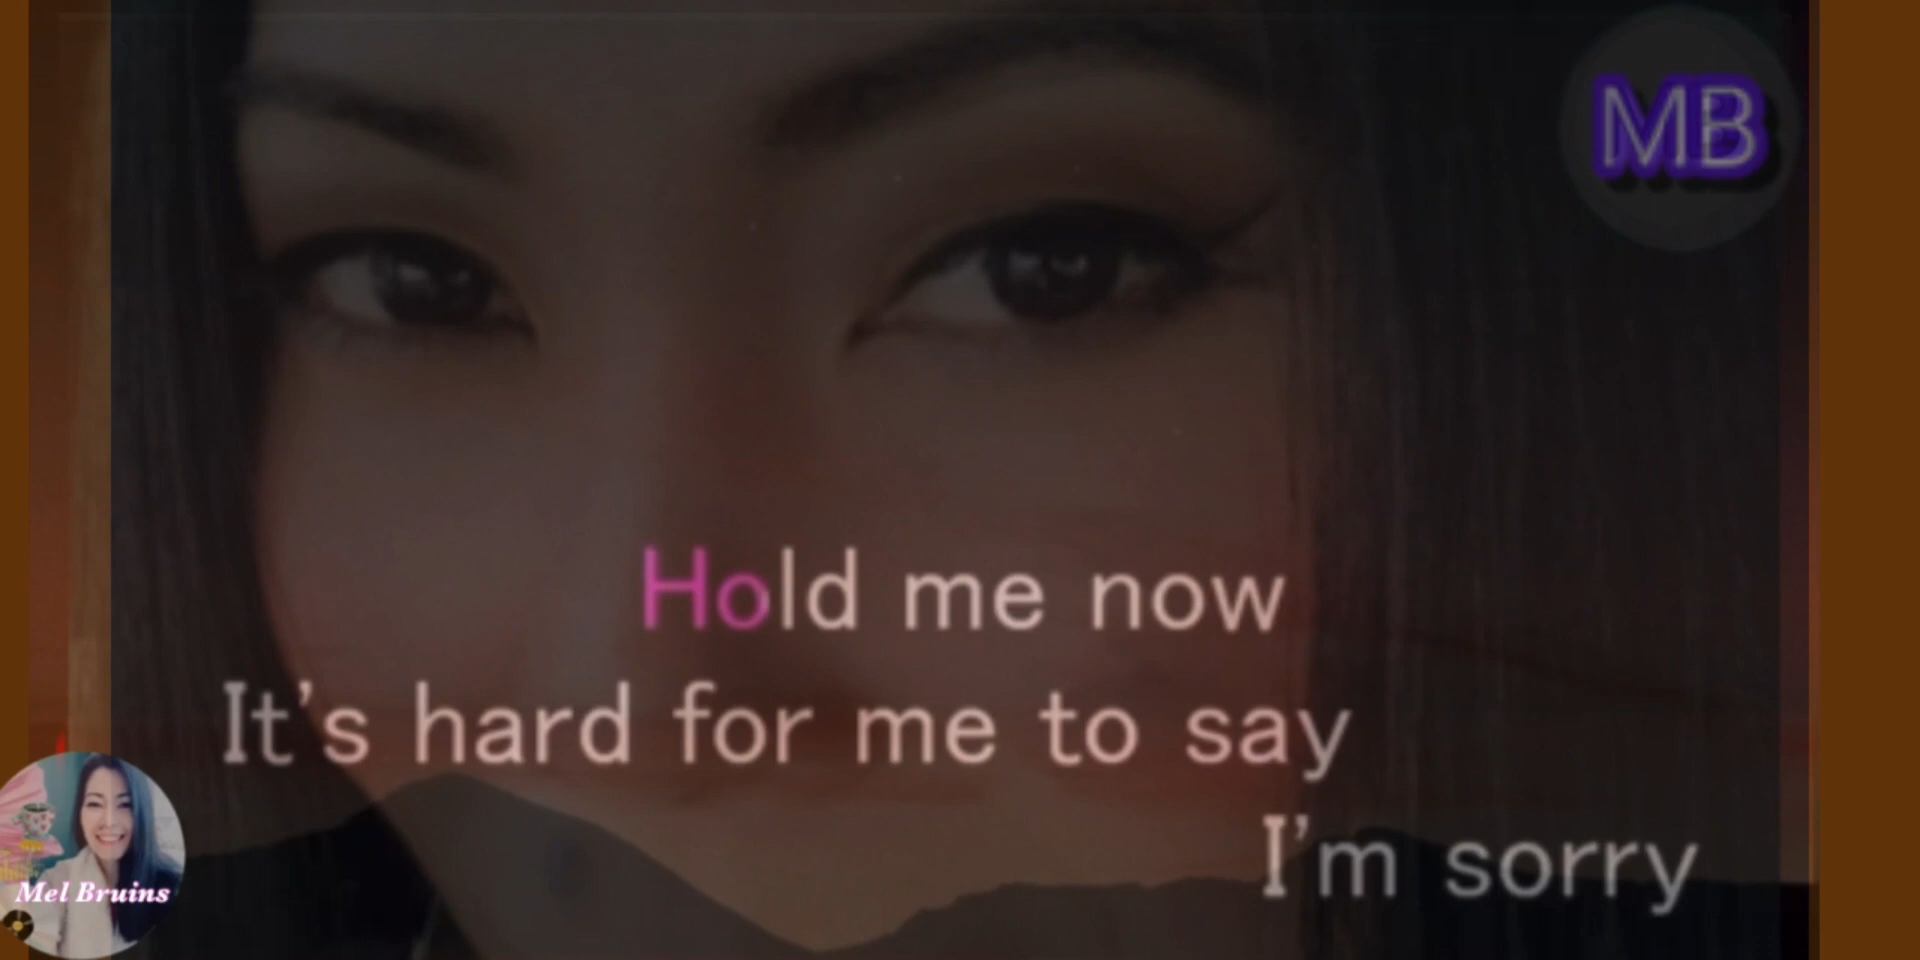 MB
Hold me now
It's hard for me to say
I'm sorry
Mel Bruins